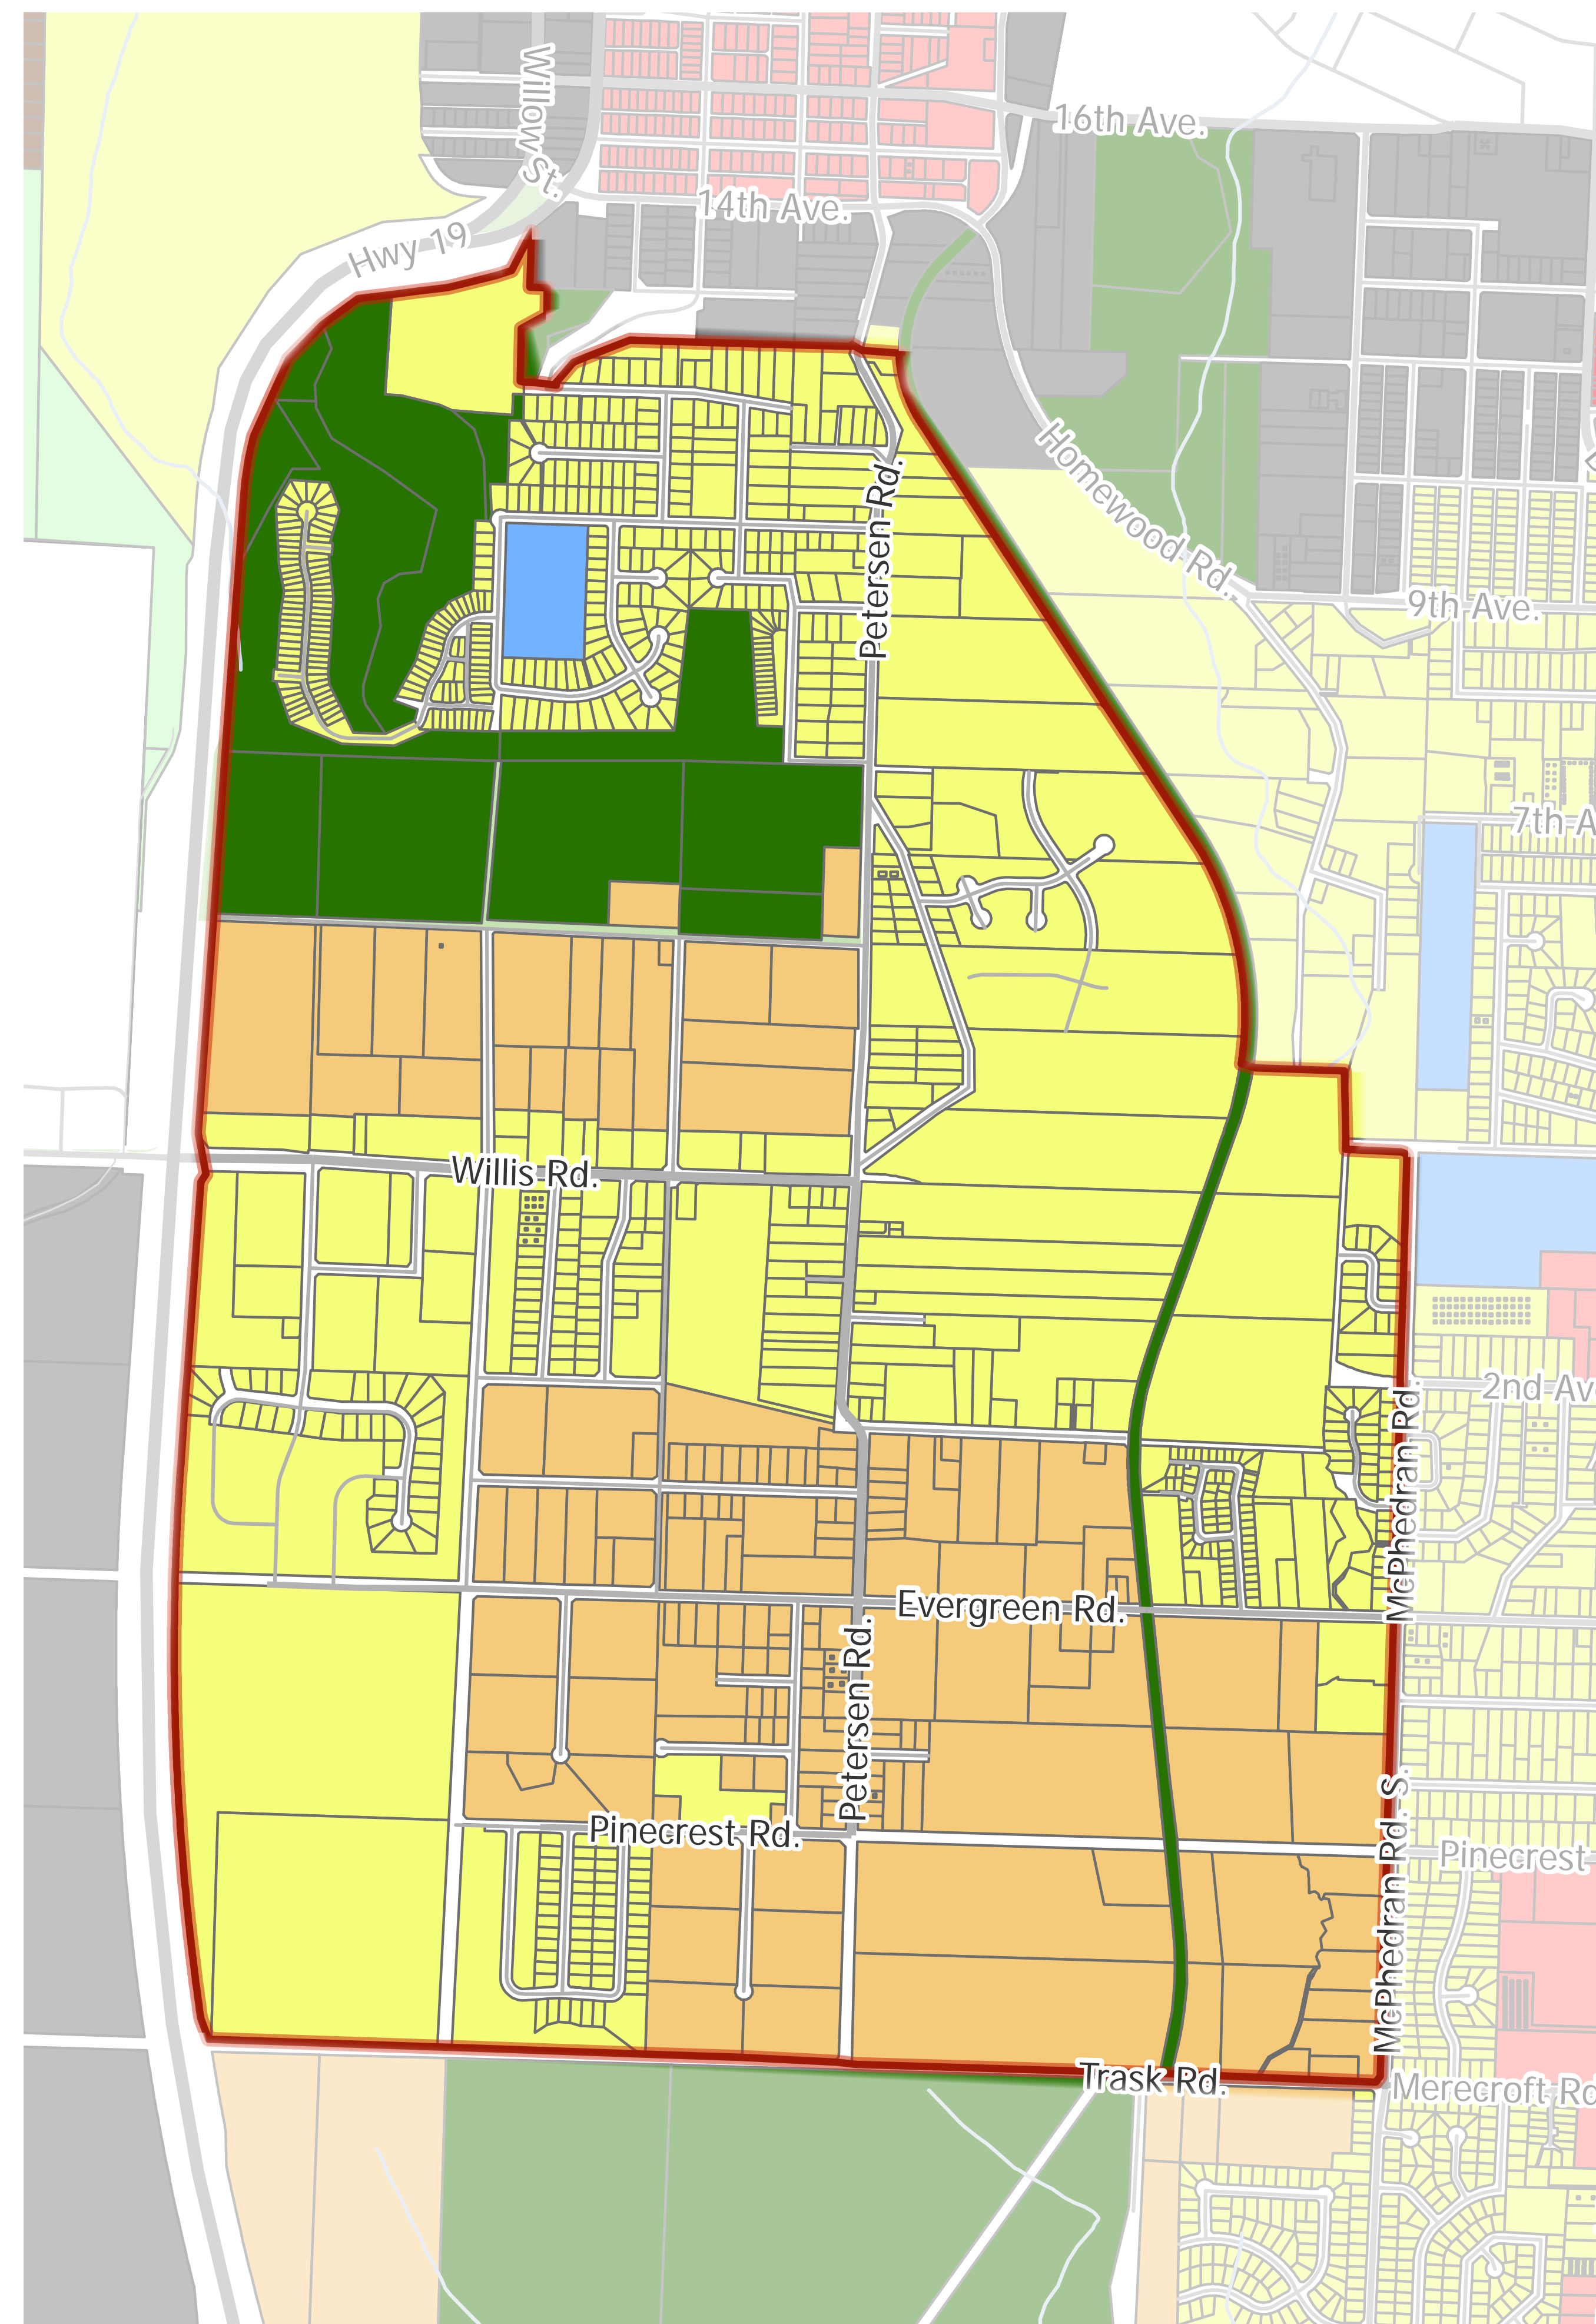 Willow St.
16th Ave.
14th Ave.
Hwy 19
Homewood Rd.
Petersen Rd.
9th Ave.
7th A
Willis Rd.
2nd Av
McPhedran Rd.
Evergreen Rd.
Petersen Rd.
McPhedran Rd. S.
Pinecrest Rd.
Pinecrest
Trask Rd.
Merecroft Rd